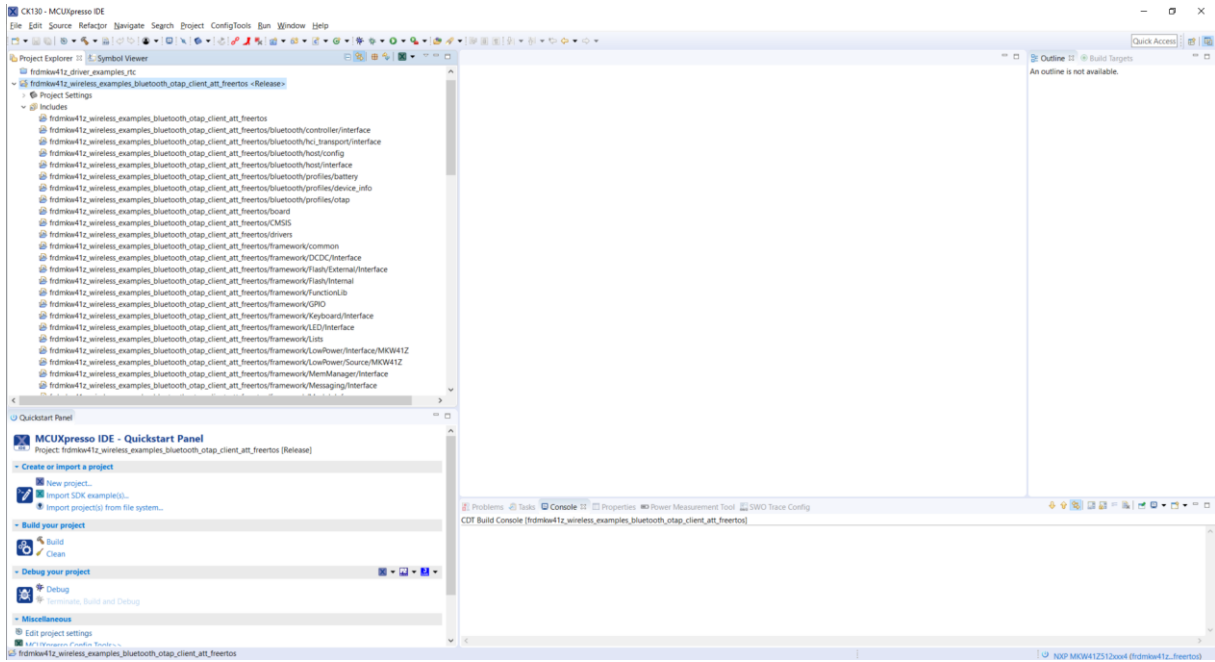 CK130 - MCUXpresso IDE
File Edit Source Refactor Navigate Search Project ConfigTools Run Window Help
Quick Access
Project Explorer Symbol Viewer
frdmkw41z_driver_examples_rtc
frdmkw41z_wireless_examples_bluetooth_otap_client_att_freertos <Release>
Project Settings
Includes
frdmkw41z_wireless_examples_bluetooth_otap_client_att_freertos
frdmkw41z_wireless_examples_bluetooth_otap_client_att_freertos/bluetooth/controller/interface
frdmkw41z_wireless_examples_bluetooth_otap_client_att_freertos/bluetooth/hci_transport/interface
frdmkw41z_wireless_examples_bluetooth_otap_client_att_freertos/bluetooth/host/config
frdmkw41z_wireless_examples_bluetooth_otap_client_att_freertos/bluetooth/host/interface
frdmkw41z_wireless_examples_bluetooth_otap_client_att_freertos/bluetooth/profiles/battery
frdmkw41z_wireless_examples_bluetooth_otap_client_att_freertos/bluetooth/profiles/device_info
frdmkw41z_wireless_examples_bluetooth_otap_client_att_freertos/bluetooth/profiles/otap
frdmkw41z_wireless_examples_bluetooth_otap_client_att_freertos/board
frdmkw41z_wireless_examples_bluetooth_otap_client_att_freertos/CMSIS
frdmkw41z_wireless_examples_bluetooth_otap_client_att_freertos/drivers
frdmkw41z_wireless_examples_bluetooth_otap_client_att_freertos/framework/common
frdmkw41z_wireless_examples_bluetooth_otap_client_att_freertos/framework/DCDC/Interface
frdmkw41z_wireless_examples_bluetooth_otap_client_att_freertos/framework/Flash/External/Interface
frdmkw41z_wireless_examples_bluetooth_otap_client_att_freertos/framework/Flash/Internal
frdmkw41z_wireless_examples_bluetooth_otap_client_att_freertos/framework/FunctionLib
frdmkw41z_wireless_examples_bluetooth_otap_client_att_freertos/framework/GPIO
frdmkw41z_wireless_examples_bluetooth_otap_client_att_freertos/framework/Keyboard/Interface
frdmkw41z_wireless_examples_bluetooth_otap_client_att_freertos/framework/LED/Interface
frdmkw41z_wireless_examples_bluetooth_otap_client_att_freertos/framework/Lists
frdmkw41z_wireless_examples_bluetooth_otap_client_att_freertos/framework/LowPower/Interface/MKW41Z
frdmkw41z_wireless_examples_bluetooth_otap_client_att_freertos/framework/LowPower/Source/MKW41Z
frdmkw41z_wireless_examples_bluetooth_otap_client_att_freertos/framework/MemManager/Interface
frdmkw41z_wireless_examples_bluetooth_otap_client_att_freertos/framework/Messaging/Interface
Outline Build Targets
An outline is not available.
Quickstart Panel
MCUXpresso IDE - Quickstart Panel
Project: frdmkw41z_wireless_examples_bluetooth_otap_client_att_freertos [Release]
Create or import a project
New project...
Import SDK example(s)...
Import project(s) from file system...
Build your project
Build
Clean
Debug your project
Debug
Terminate, Build and Debug
Miscellaneous
Edit project settings
MCUXpresso Config Tools>>
Problems Tasks Console Properties Power Measurement Tool SWO Trace Config
CDT Build Console [frdmkw41z_wireless_examples_bluetooth_otap_client_att_freertos]
frdmkw41z_wireless_examples_bluetooth_otap_client_att_freertos
NXP MKW41Z512xxx4 (frdmkw41z...freertos)